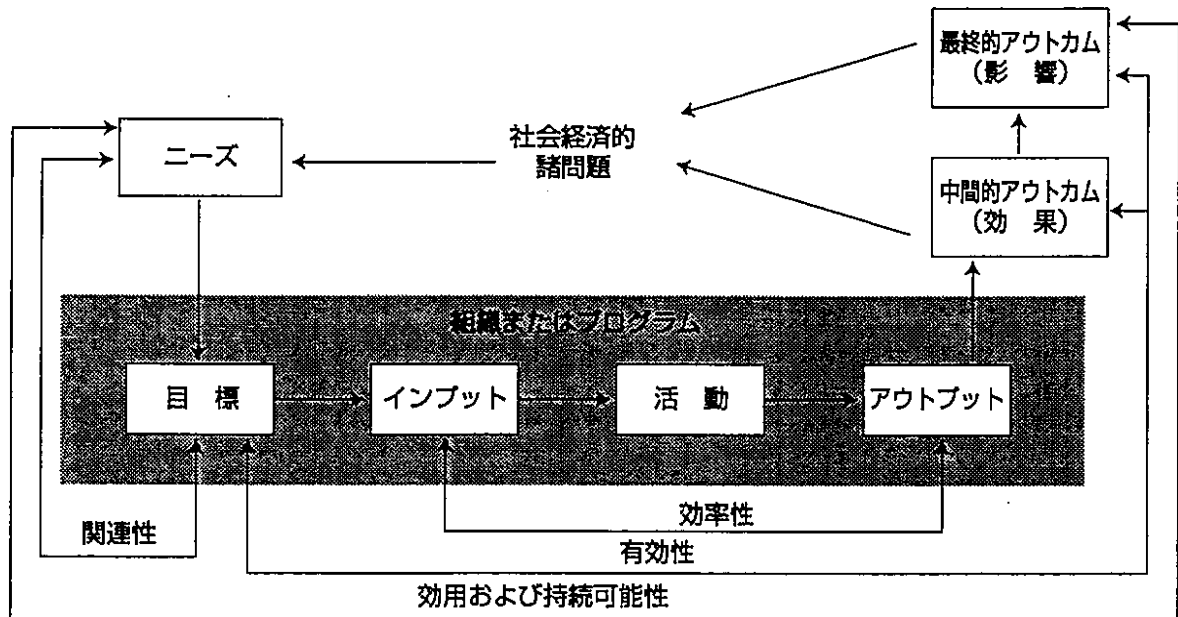 最終的アウトカム
（影　響）
社会経済的
諸問題
ニーズ
中間的アウトカム
（効　果）
組織またはプログラム
目　標
インプット
活　動
アウトプット
効率性
関連性
有効性
効用および持続可能性